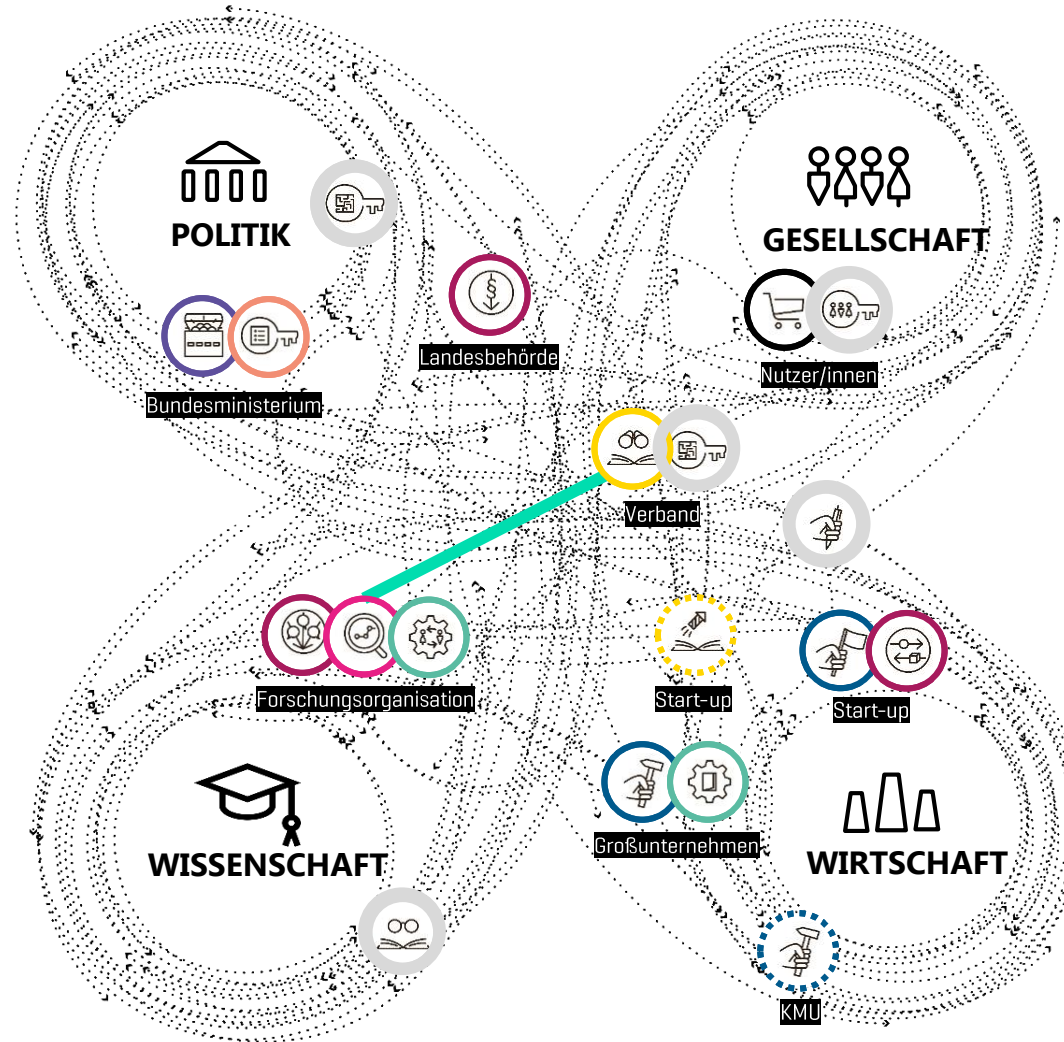 POLITIK
GESELLSCHAFT
Landesbehörde
Nutzer/innen
Bundesministerium
Verband
Forschungsorganisation
Start-up
Start-up
Großunternehmen
WISSENSCHAFT
WIRTSCHAFT
KMU